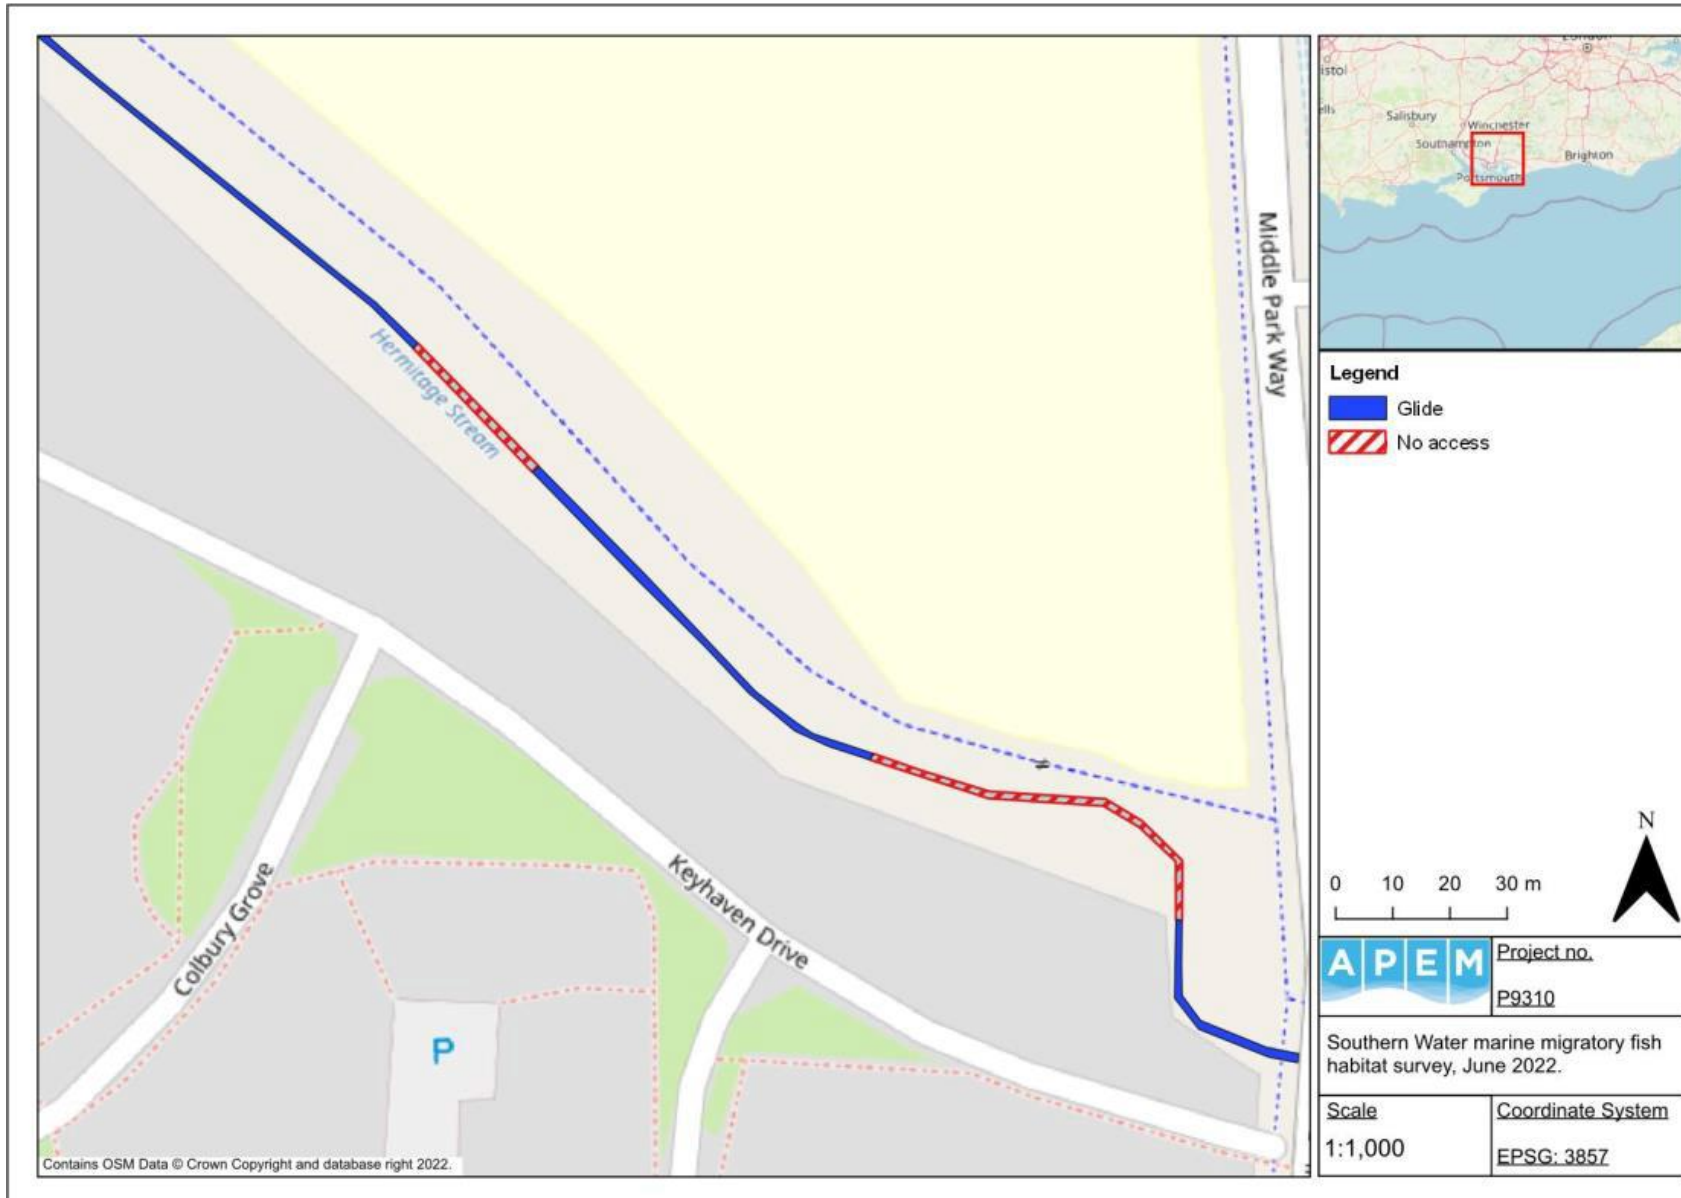 Hermitage Stream
Middle Park Way
Colbury Grove
Keyhaven Drive
P
Contains OSM Data © Crown Copyright and database right 2022.
Salisbury
Winchester
Southampton
Portsmouth
Brighton
Legend
Glide
No access
N
0 10 20 30 m
APEM
Project no.
P9310
Southern Water marine migratory fish
habitat survey, June 2022.
Scale
1:1,000
Coordinate System
EPSG: 3857